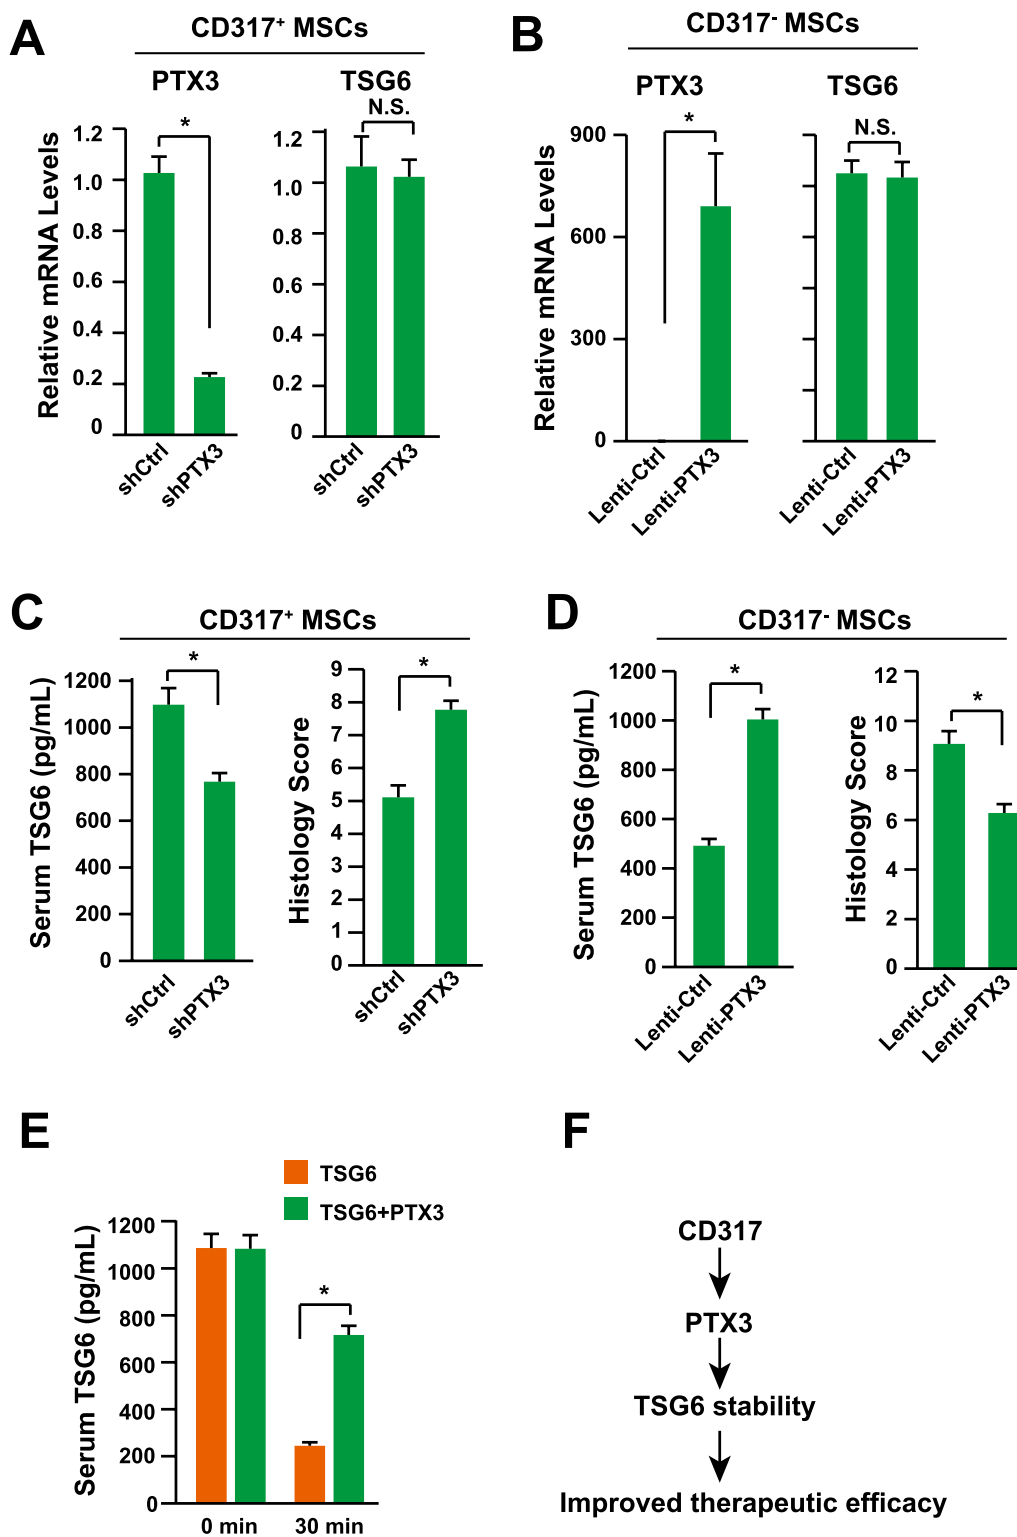 A
CD317⁺ MSCs
PTX3
TSG6
N.S.
*
Relative mRNA Levels
1.2
1.0
0.8
0.6
0.4
0.2
0
shCtrl
shPTX3
1.2
1.0
0.8
0.6
0.4
0.2
0
shCtrl
shPTX3
B
CD317⁻ MSCs
PTX3
TSG6
*
N.S.
Relative mRNA Levels
900
600
300
0
Lenti-Ctrl
Lenti-PTX3
Lenti-Ctrl
Lenti-PTX3
C
CD317⁺ MSCs
*
Serum TSG6 (pg/mL)
1200
1000
800
600
400
200
0
shCtrl
shPTX3
*
Histology Score
9
8
7
6
5
4
3
2
1
0
shCtrl
shPTX3
D
CD317⁻ MSCs
*
Serum TSG6 (pg/mL)
1200
1000
800
600
400
200
0
Lenti-Ctrl
Lenti-PTX3
*
Histology Score
12
10
8
6
4
2
0
Lenti-Ctrl
Lenti-PTX3
E
TSG6
TSG6+PTX3
*
Serum TSG6 (pg/mL)
1200
1000
800
600
400
200
0
0 min
30 min
F
CD317
PTX3
TSG6 stability
Improved therapeutic efficacy